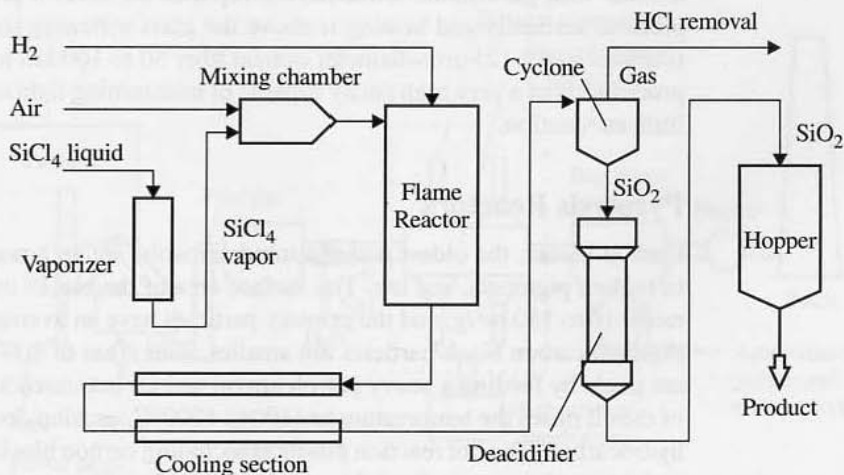 H2
Air
SiCl4 liquid
Vaporizer
Mixing chamber
SiCl4
vapor
Flame
Reactor
Cooling section
HCl removal
Cyclone
Gas
SiO2
Deacidifier
SiO2
Hopper
Product